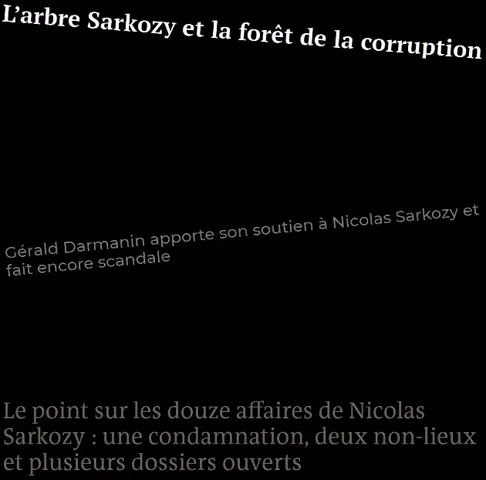 L’arbre Sarkozy et la forêt de la corruption
Gérald Darmanin apporte son soutien à Nicolas Sarkozy et
fait encore scandale
Le point sur les douze affaires de Nicolas
Sarkozy : une condamnation, deux non-lieux
et plusieurs dossiers ouverts